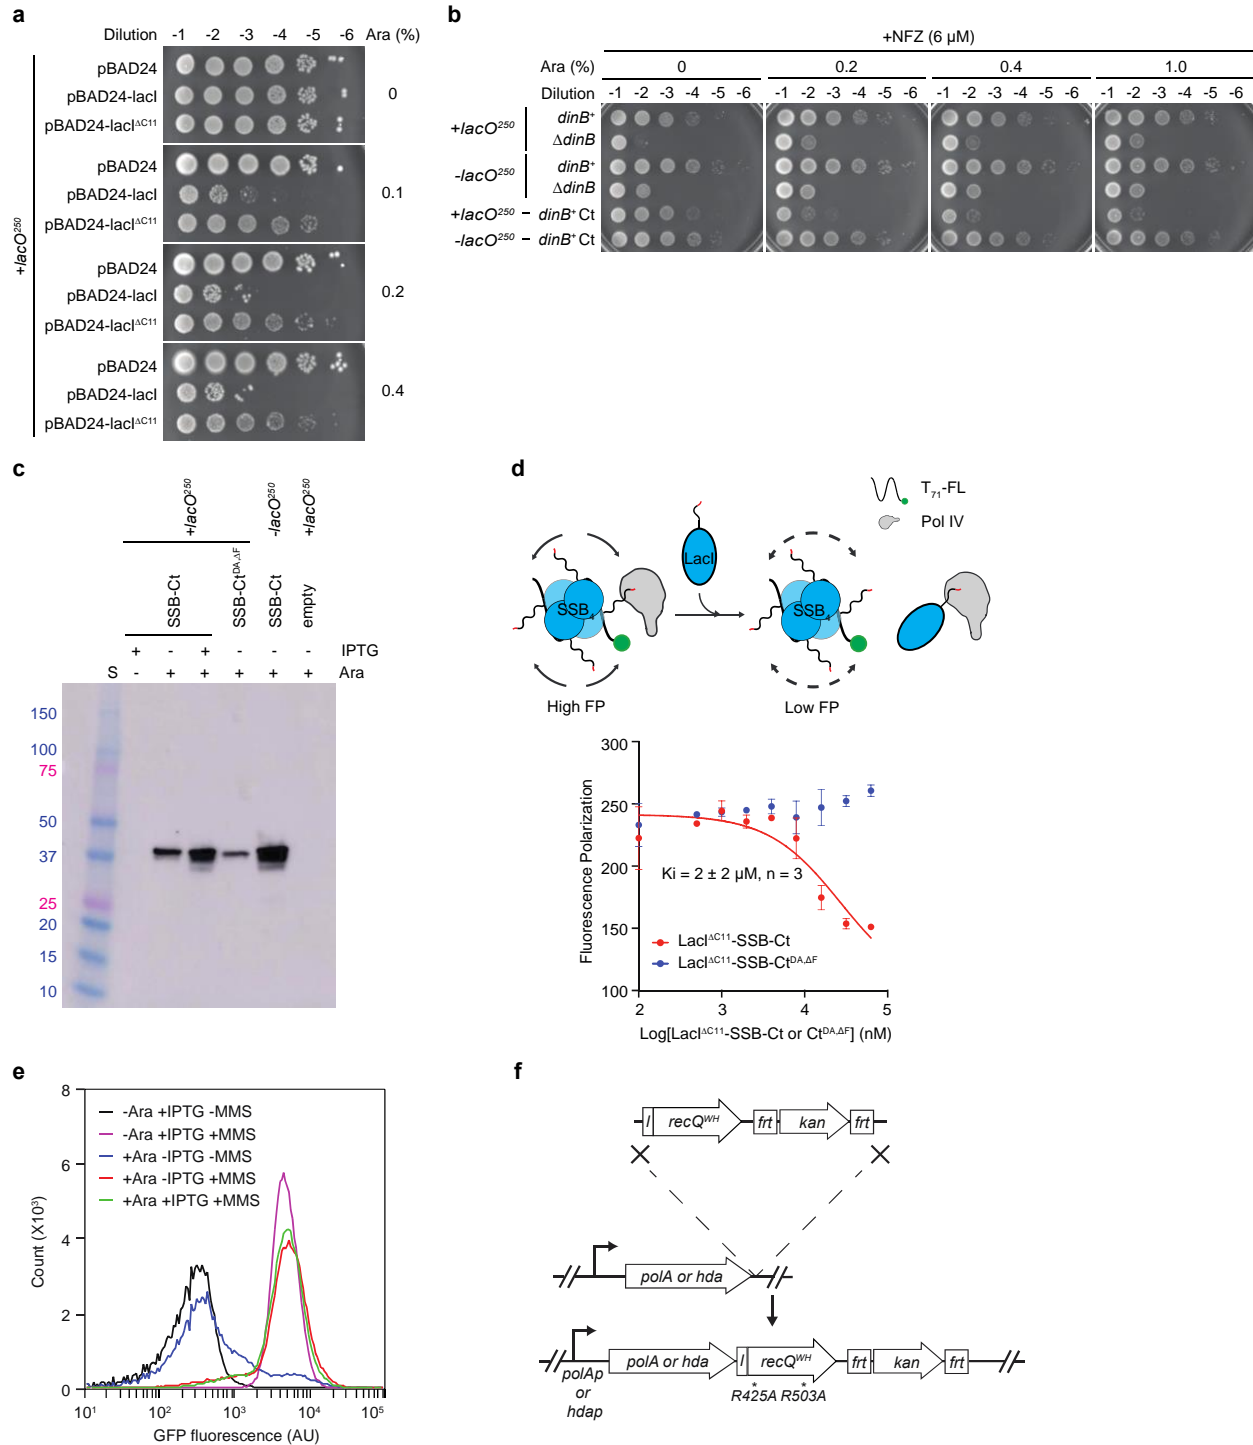 a
Dilution -1 -2 -3 -4 -5 -6 Ara (%)
+lacO250
pBAD24
pBAD24-lacI
pBAD24-lacIΔC11
0
pBAD24
pBAD24-lacI
pBAD24-lacIΔC11
0.1
pBAD24
pBAD24-lacI
pBAD24-lacIΔC11
0.2
pBAD24
pBAD24-lacI
pBAD24-lacIΔC11
0.4
b
+NFZ (6 µM)
Ara (%) 0 0.2 0.4 1.0
Dilution -1 -2 -3 -4 -5 -6 -1 -2 -3 -4 -5 -6 -1 -2 -3 -4 -5 -6 -1 -2 -3 -4 -5 -6
+lacO250
dinB+
ΔdinB
-lacO250
dinB+
ΔdinB
+lacO250 – dinB+ Ct
-lacO250 – dinB+ Ct
c
+lacO250
-lacO250
+lacO250
SSB-Ct
SSB-CtDA,ΔF
SSB-Ct
empty
+ - + - - - IPTG
S - + + + + + Ara
150
100
75
50
37
25
20
15
10
d
T71-FL
Pol IV
LacI
SSB4
SSB4
High FP
Low FP
Fluorescence Polarization
300
250
200
150
100
Ki = 2 ± 2 µM, n = 3
LacIΔC11-SSB-Ct
LacIΔC11-SSB-CtDA,ΔF
2 3 4 5
Log[LacIΔC11-SSB-Ct or CtDA,ΔF] (nM)
e
Count (X103)
8
6
4
2
0
-Ara +IPTG -MMS
-Ara +IPTG +MMS
+Ara -IPTG -MMS
+Ara -IPTG +MMS
+Ara +IPTG +MMS
101 102 103 104 105
GFP fluorescence (AU)
f
l recQWH frt kan frt
polA or hda
polA or hda l recQWH frt kan frt
polAp
or
hdap
* *
R425A R503A